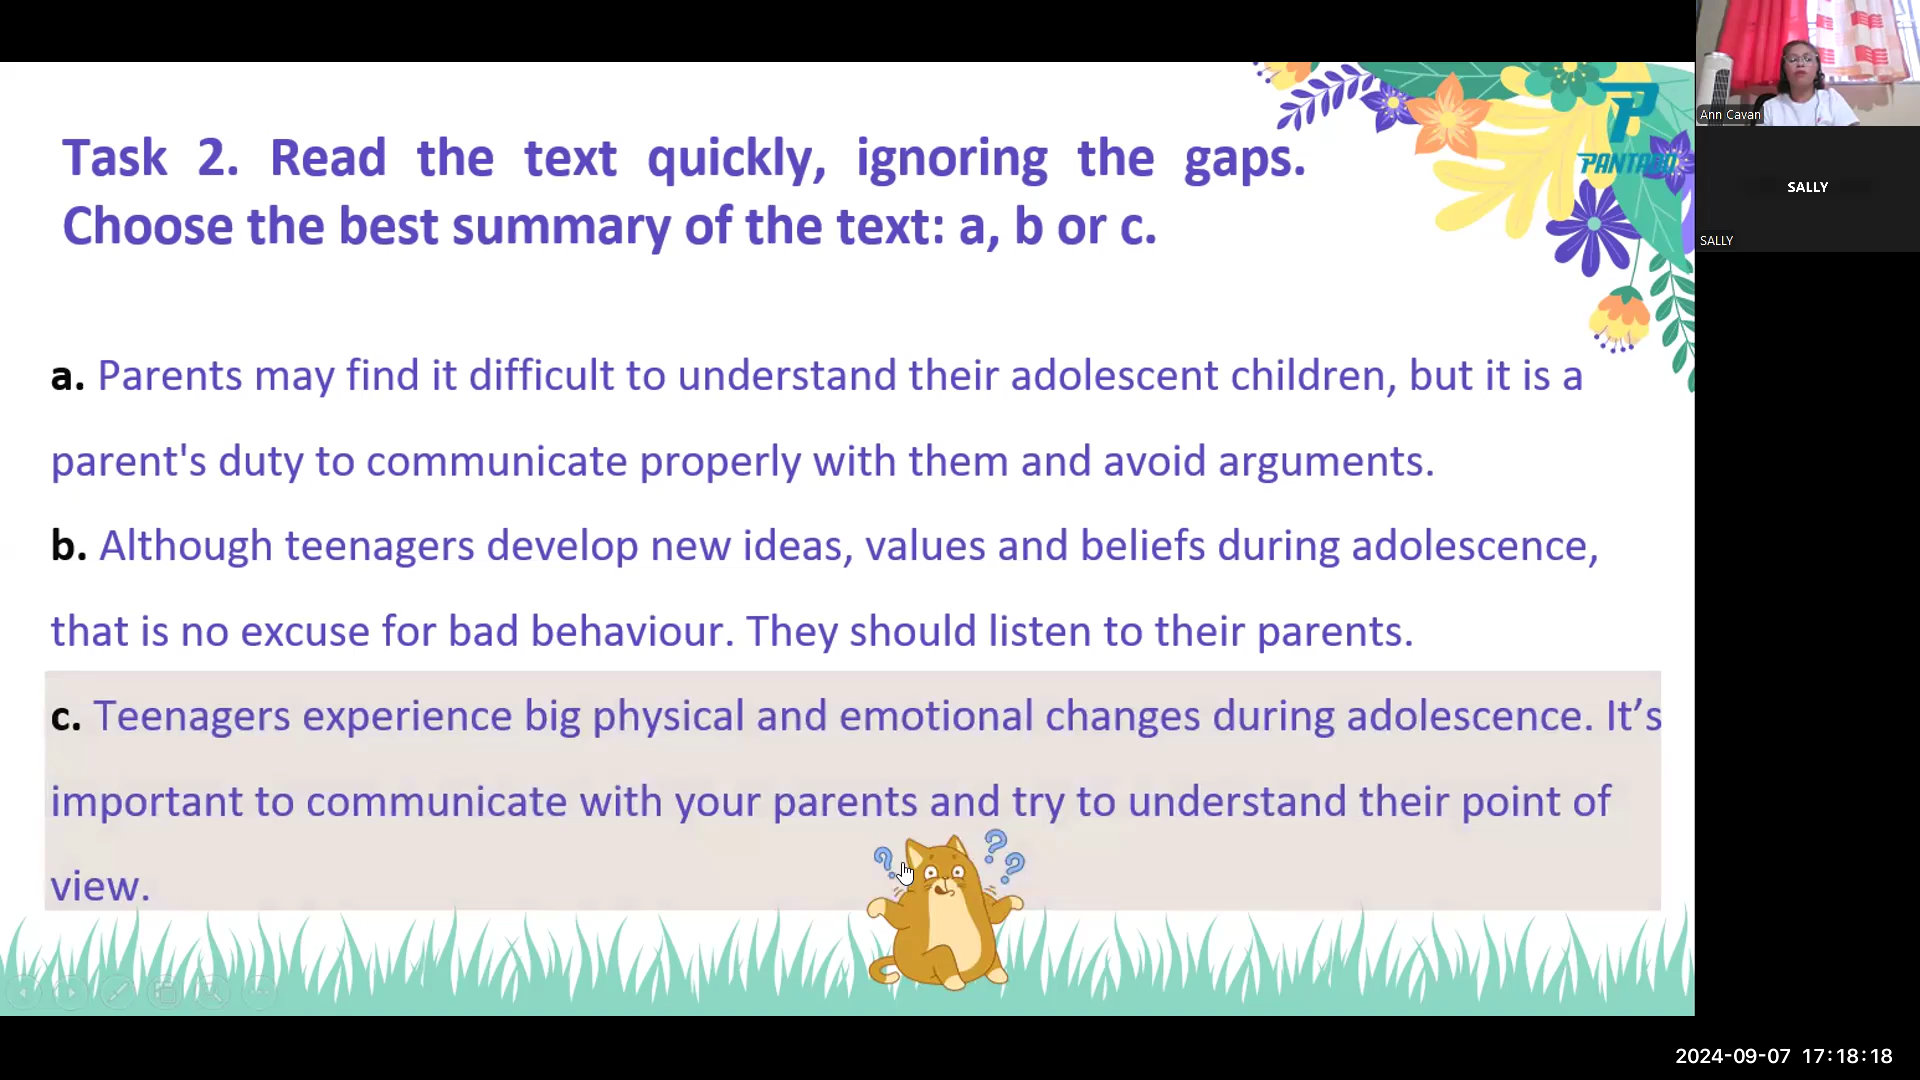 Task 2. Read the text quickly, ignoring the gaps.
Choose the best summary of the text: a, b or c.
a. Parents may find it difficult to understand their adolescent children, but it is a
parent's duty to communicate properly with them and avoid arguments.
b. Although teenagers develop new ideas, values and beliefs during adolescence,
that is no excuse for bad behaviour. They should listen to their parents.
c. Teenagers experience big physical and emotional changes during adolescence. It’s
important to communicate with your parents and try to understand their point of
view.
? ? ?
Ann Cavan
SALLY
SALLY
2024-09-07 17:18:18